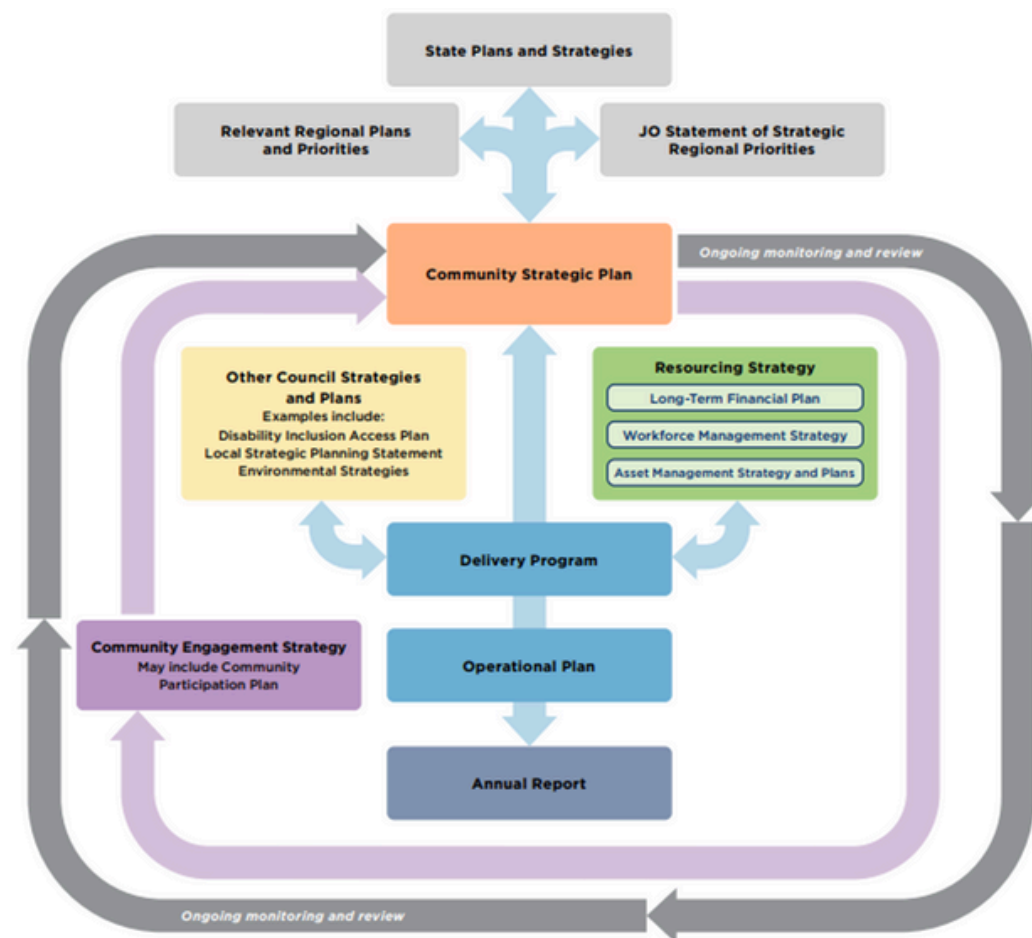 State Plans and Strategies
Relevant Regional Plans
and Priorities
JO Statement of Strategic
Regional Priorities
Community Strategic Plan
Ongoing monitoring and review
Other Council Strategies
and Plans
Examples include:
Disability Inclusion Access Plan
Local Strategic Planning Statement
Environmental Strategies
Resourcing Strategy
Long-Term Financial Plan
Workforce Management Strategy
Asset Management Strategy and Plans
Delivery Program
Community Engagement Strategy
May include Community
Participation Plan
Operational Plan
Annual Report
Ongoing monitoring and review